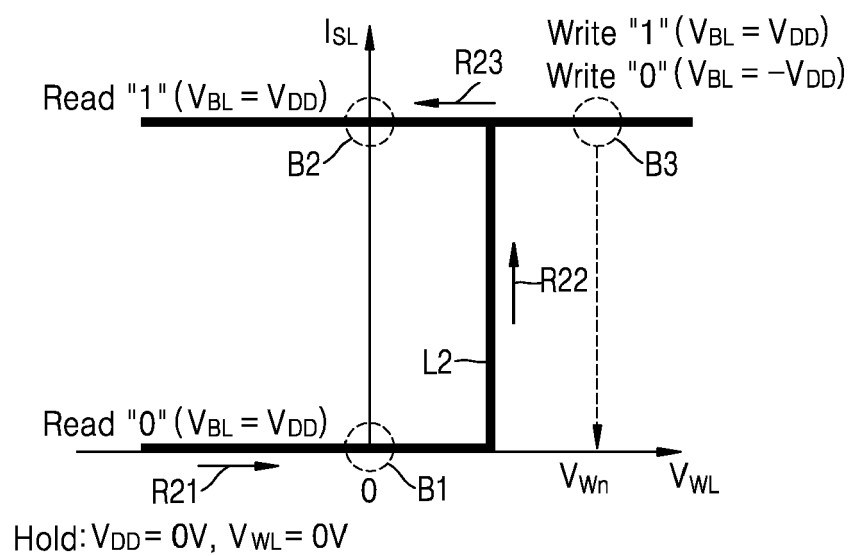 I_SL
Write "1" (V_BL = V_DD)
R23
Write "0" (V_BL = –V_DD)
Read "1" (V_BL = V_DD)
B2
B3
R22
L2
Read "0" (V_BL = V_DD)
R21
0
B1
V_Wn
V_WL
Hold: V_DD = 0V, V_WL = 0V